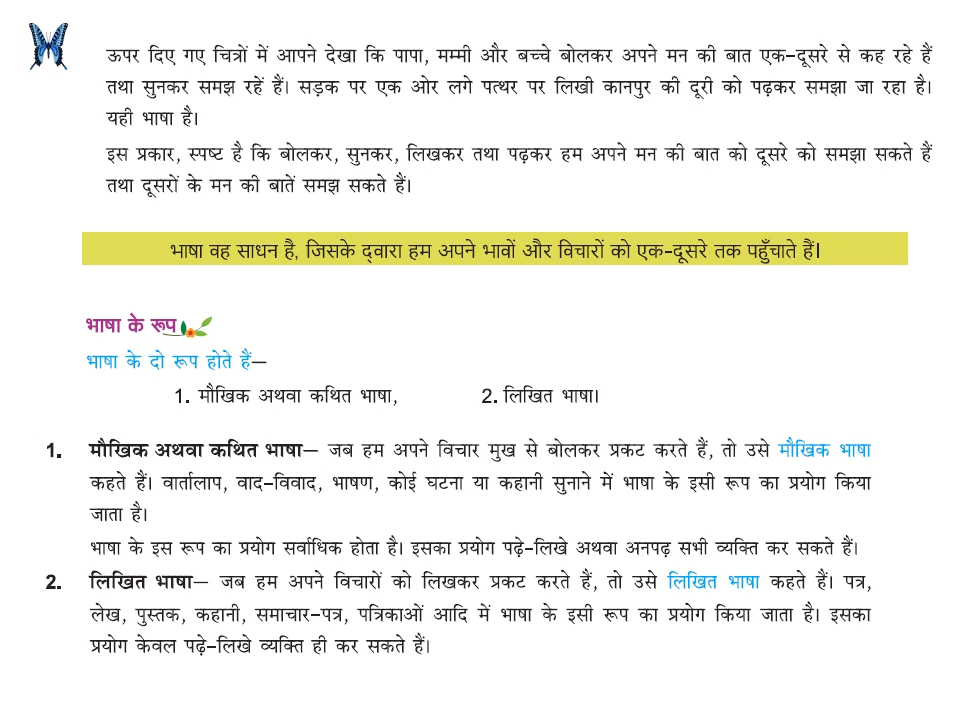 ऊपर दिए गए चित्रों में आपने देखा कि पापा, मम्मी और बच्चे बोलकर अपने मन की बात एक–दूसरे से कह रहे हैं
तथा सुनकर समझ रहें हैं। सड़क पर एक ओर लगे पत्थर पर लिखी कानपुर की दूरी को पढ़कर समझा जा रहा है।
यही भाषा है।
इस प्रकार, स्पष्ट है कि बोलकर, सुनकर, लिखकर तथा पढ़कर हम अपने मन की बात को दूसरे को समझा सकते हैं
तथा दूसरों के मन की बातें समझ सकते हैं।
भाषा वह साधन है, जिसके द्‌वारा हम अपने भावों और विचारों को एक-दूसरे तक पहुँचाते हैं।
भाषा के रूप
भाषा के दो रूप होते हैं–
1. मौखिक अथवा कथित भाषा, 2. लिखित भाषा।
1. मौखिक अथवा कथित भाषा– जब हम अपने विचार मुख से बोलकर प्रकट करते हैं, तो उसे मौखिक भाषा
कहते हैं। वार्तालाप, वाद–विवाद, भाषण, कोई घटना या कहानी सुनाने में भाषा के इसी रूप का प्रयोग किया
जाता है।
भाषा के इस रूप का प्रयोग सर्वाधिक होता है। इसका प्रयोग पढ़े–लिखे अथवा अनपढ़ सभी व्यक्ति कर सकते हैं।
2. लिखित भाषा– जब हम अपने विचारों को लिखकर प्रकट करते हैं, तो उसे लिखित भाषा कहते हैं। पत्र,
लेख, पुस्तक, कहानी, समाचार–पत्र, पत्रिकाओं आदि में भाषा के इसी रूप का प्रयोग किया जाता है। इसका
प्रयोग केवल पढ़े–लिखे व्यक्ति ही कर सकते हैं।